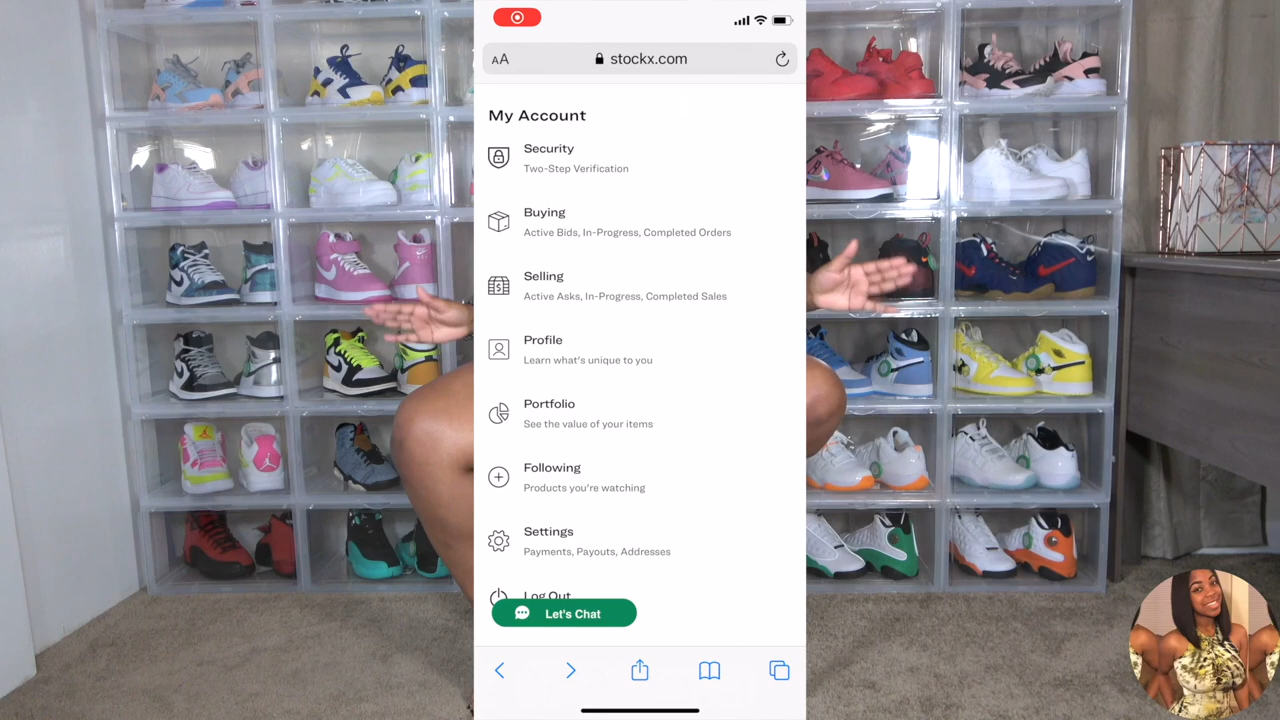 AA
stockx.com
My Account
Security
Two-Step Verification
Buying
Active Bids, In-Progress, Completed Orders
Selling
Active Asks, In-Progress, Completed Sales
Profile
Learn what's unique to you
Portfolio
See the value of your items
Following
Products you're watching
Settings
Payments, Payouts, Addresses
Log Out
Let's Chat